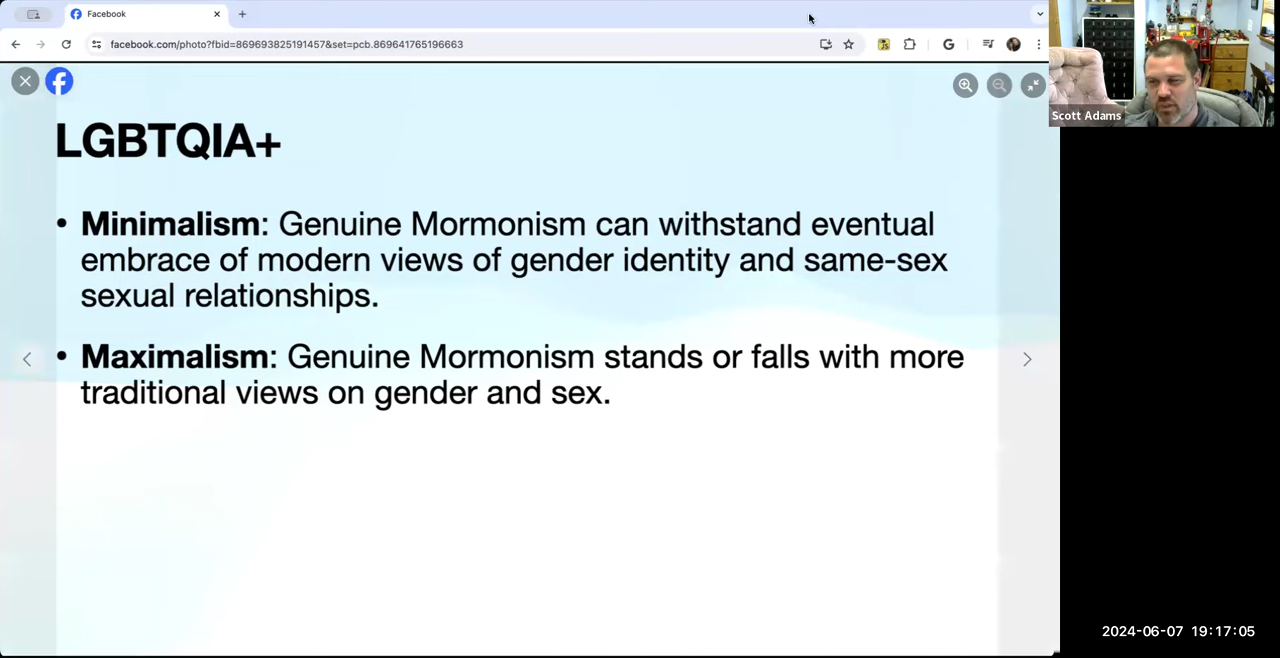 Facebook
facebook.com/photo?fbid=869693825191457&set=pcb.869641765196663
Scott Adams
LGBTQIA+
• Minimalism: Genuine Mormonism can withstand eventual
embrace of modern views of gender identity and same-sex
sexual relationships.
• Maximalism: Genuine Mormonism stands or falls with more
traditional views on gender and sex.
2024-06-07 19:17:05